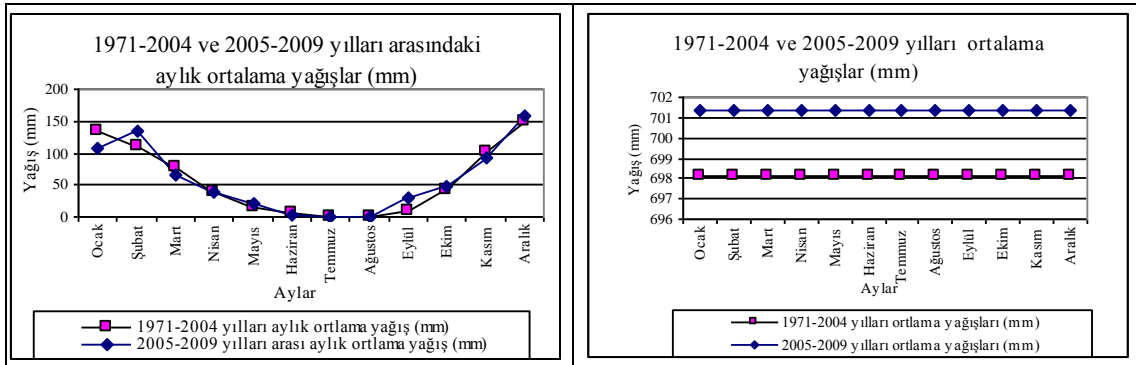 1971-2004 ve 2005-2009 yılları arasındaki
aylık ortalama yağışlar (mm)
Yağış (mm)
200
150
100
50
0
Ocak
Şubat
Mart
Nisan
Mayıs
Haziran
Temmuz
Ağustos
Eylül
Ekim
Kasım
Aralık
Aylar
1971-2004 yılları aylık ortlama yağış (mm)
2005-2009 yılları arası aylık ortlama yağış (mm)
1971-2004 ve 2005-2009 yılları ortalama
yağışlar (mm)
Yağış (mm)
702
701
700
699
698
697
696
Ocak
Şubat
Mart
Nisan
Mayıs
Haziran
Temmuz
Ağustos
Eylül
Ekim
Kasım
Aralık
Aylar
1971-2004 yılları ortlama yağışları (mm)
2005-2009 yılları ortlama yağışları (mm)